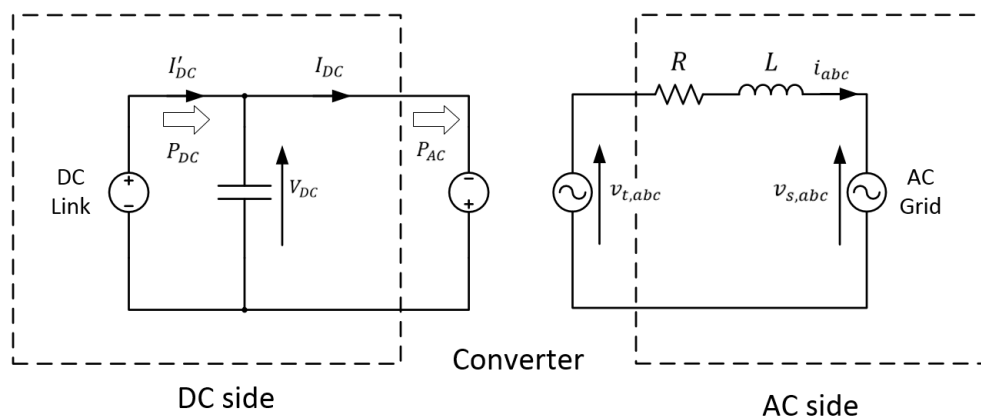 I'DC
IDC
PDC
PAC
DC
Link
+
−
VDC
−
+
R
L
iabc
vt,abc
vs,abc
AC
Grid
Converter
DC side
AC side